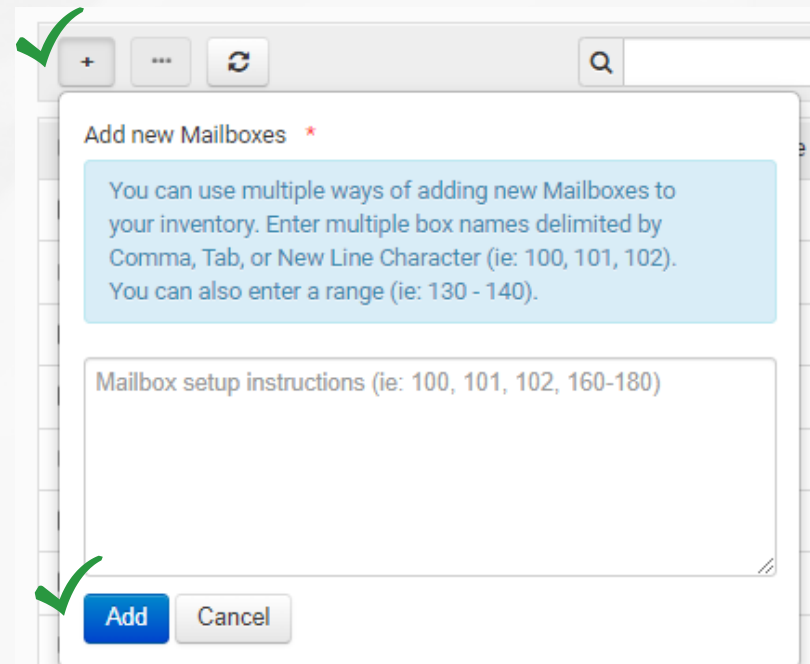 + ...
Add new Mailboxes *
You can use multiple ways of adding new Mailboxes to
your inventory. Enter multiple box names delimited by
Comma, Tab, or New Line Character (ie: 100, 101, 102).
You can also enter a range (ie: 130 - 140).
Mailbox setup instructions (ie: 100, 101, 102, 160-180)
Add Cancel